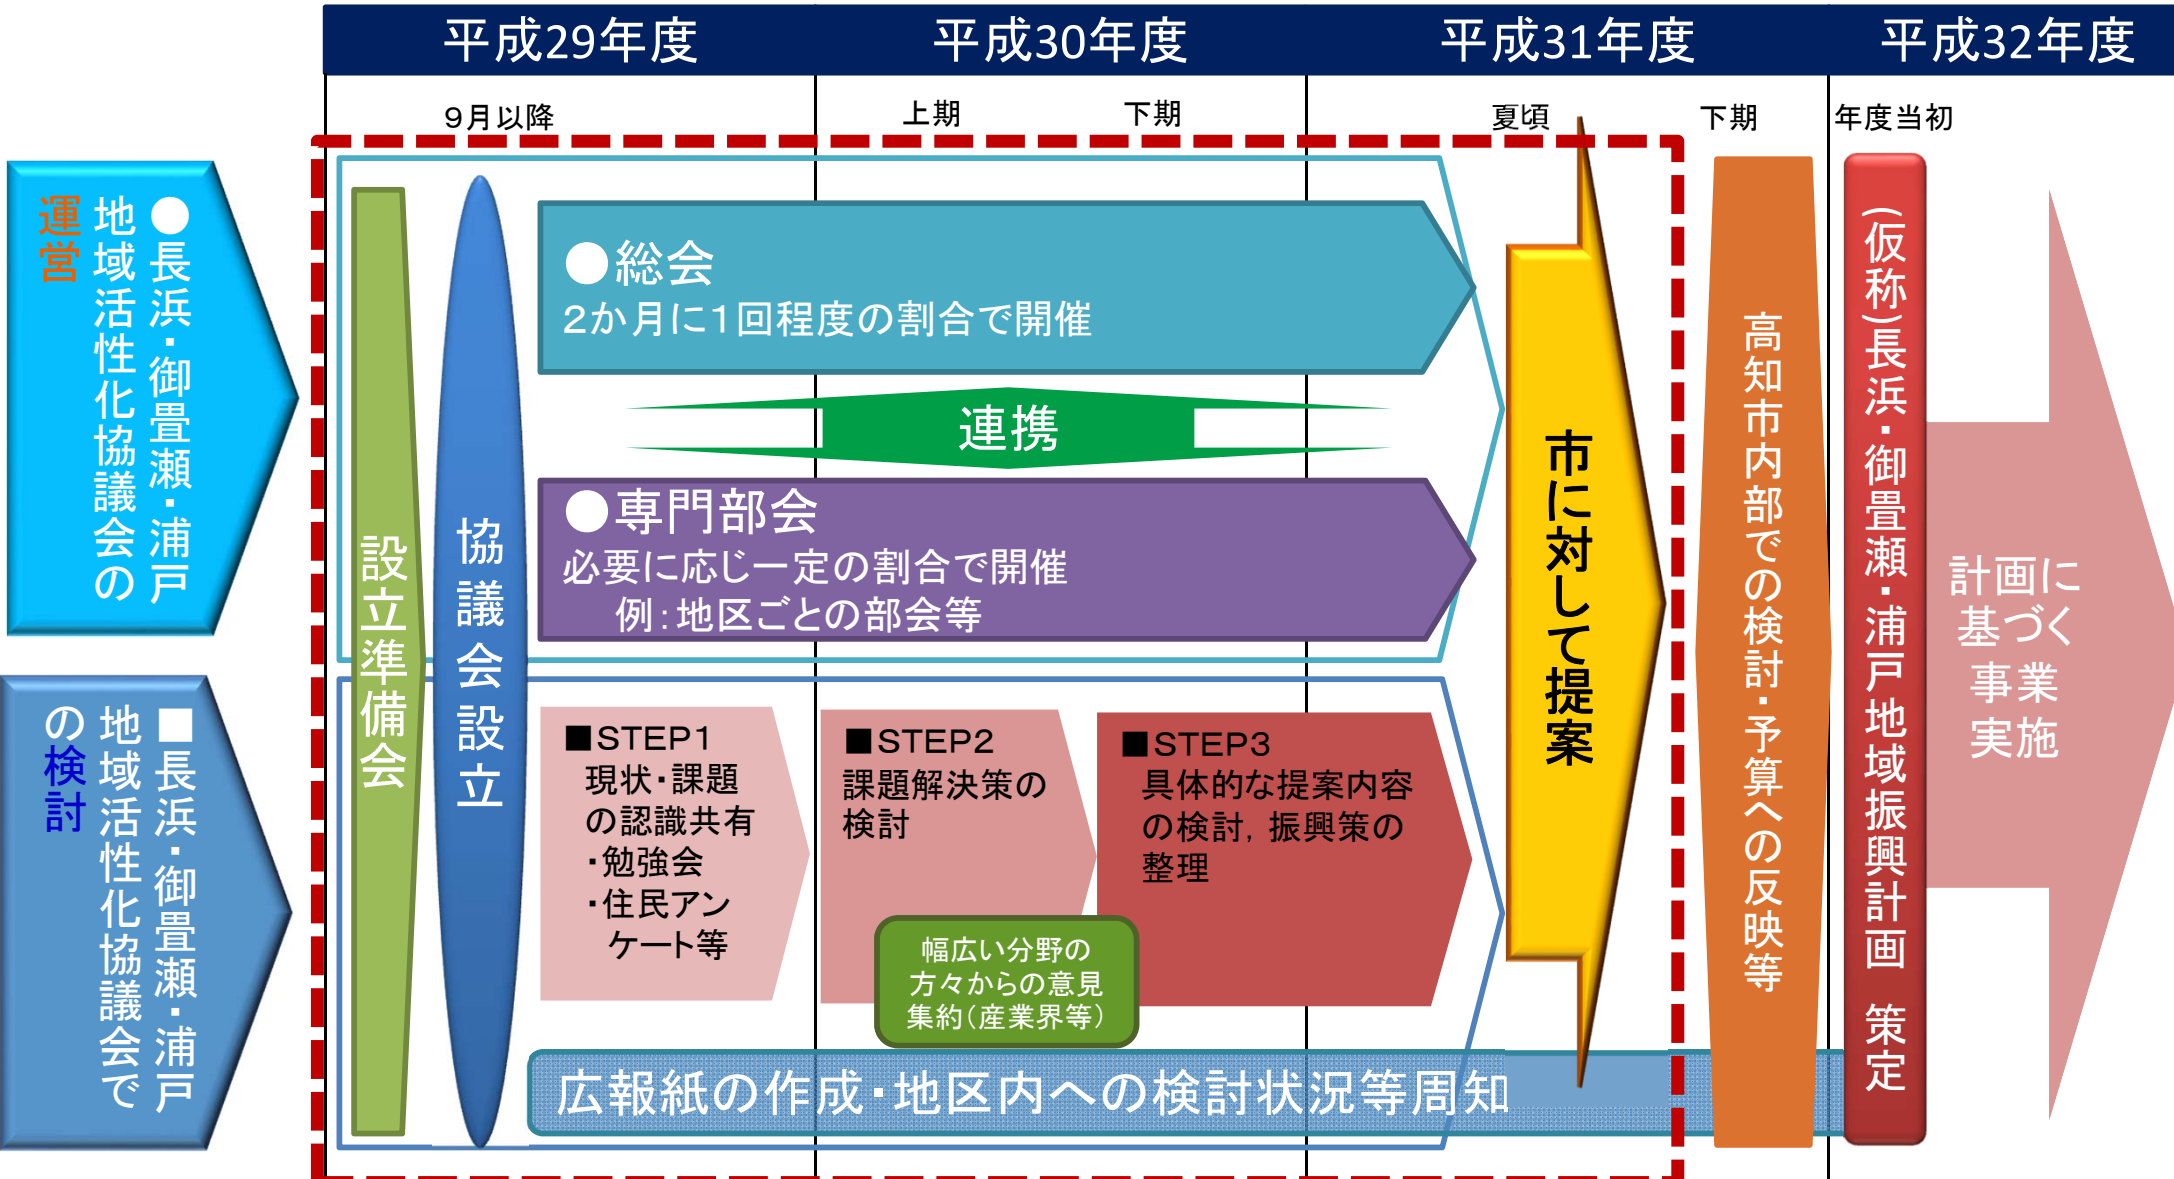 平成29年度
平成30年度
平成31年度
平成32年度
９月以降
上期
下期
夏頃
下期
年度当初
●長浜・御畳瀬・浦戸
地域活性化協議会の
運営
■長浜・御畳瀬・浦戸
地域活性化協議会で
の検討
設立準備会
協議会設立
●総会
２か月に１回程度の割合で開催
連携
●専門部会
必要に応じ一定の割合で開催
例：地区ごとの部会等
■STEP１
現状・課題
の認識共有
・勉強会
・住民アン
ケート等
■STEP２
課題解決策の
検討
■STEP３
具体的な提案内容
の検討，振興策の
整理
幅広い分野の
方々からの意見
集約（産業界等）
広報紙の作成・地区内への検討状況等周知
市に対して提案
高知市内部での検討・予算への反映等
(仮称)長浜・御畳瀬・浦戸地域振興計画　策定
計画に
基づく
事業
実施